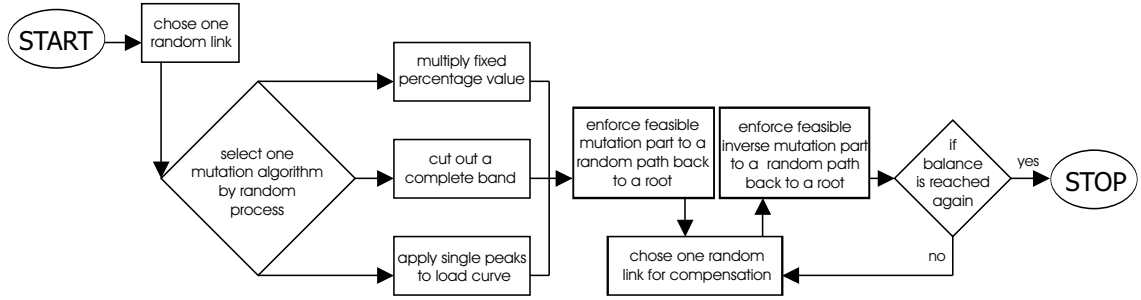 START
chose one
random link
select one
mutation algorithm
by random
process
multiply fixed
percentage value
cut out a
complete band
apply single peaks
to load curve
enforce feasible
mutation part to a
random path back
to a root
chose one random
link for compensation
enforce feasible
inverse mutation part
to a random path
back to a root
if
balance
is reached
again
yes
no
STOP